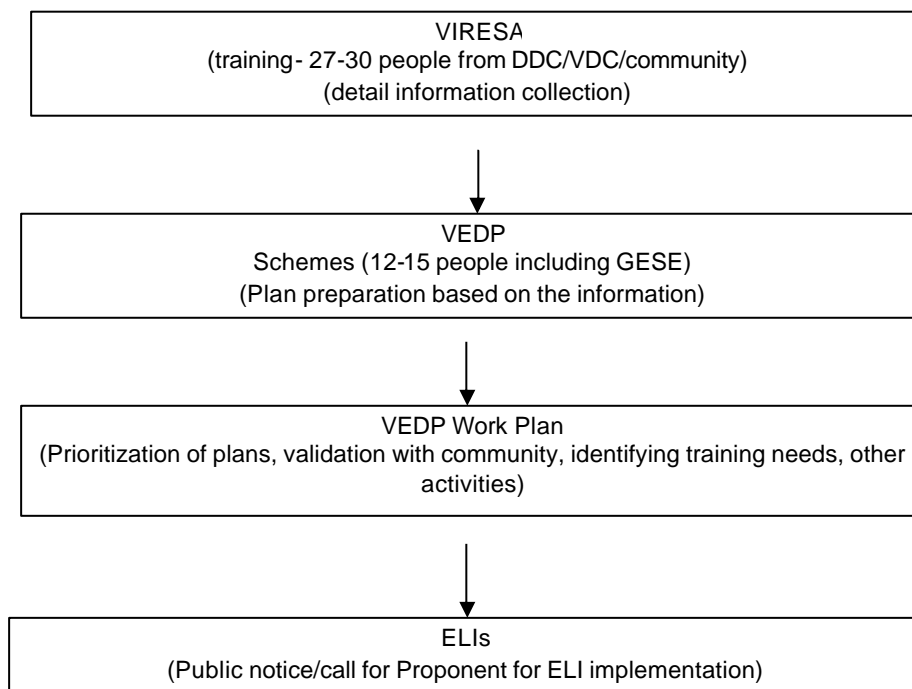 VIRESA
(training- 27-30 people from DDC/VDC/community)
(detail information collection)
VEDP
Schemes (12-15 people including GESE)
(Plan preparation based on the information)
VEDP Work Plan
(Prioritization of plans, validation with community, identifying training needs, other
activities)
ELIs
(Public notice/call for Proponent for ELI implementation)